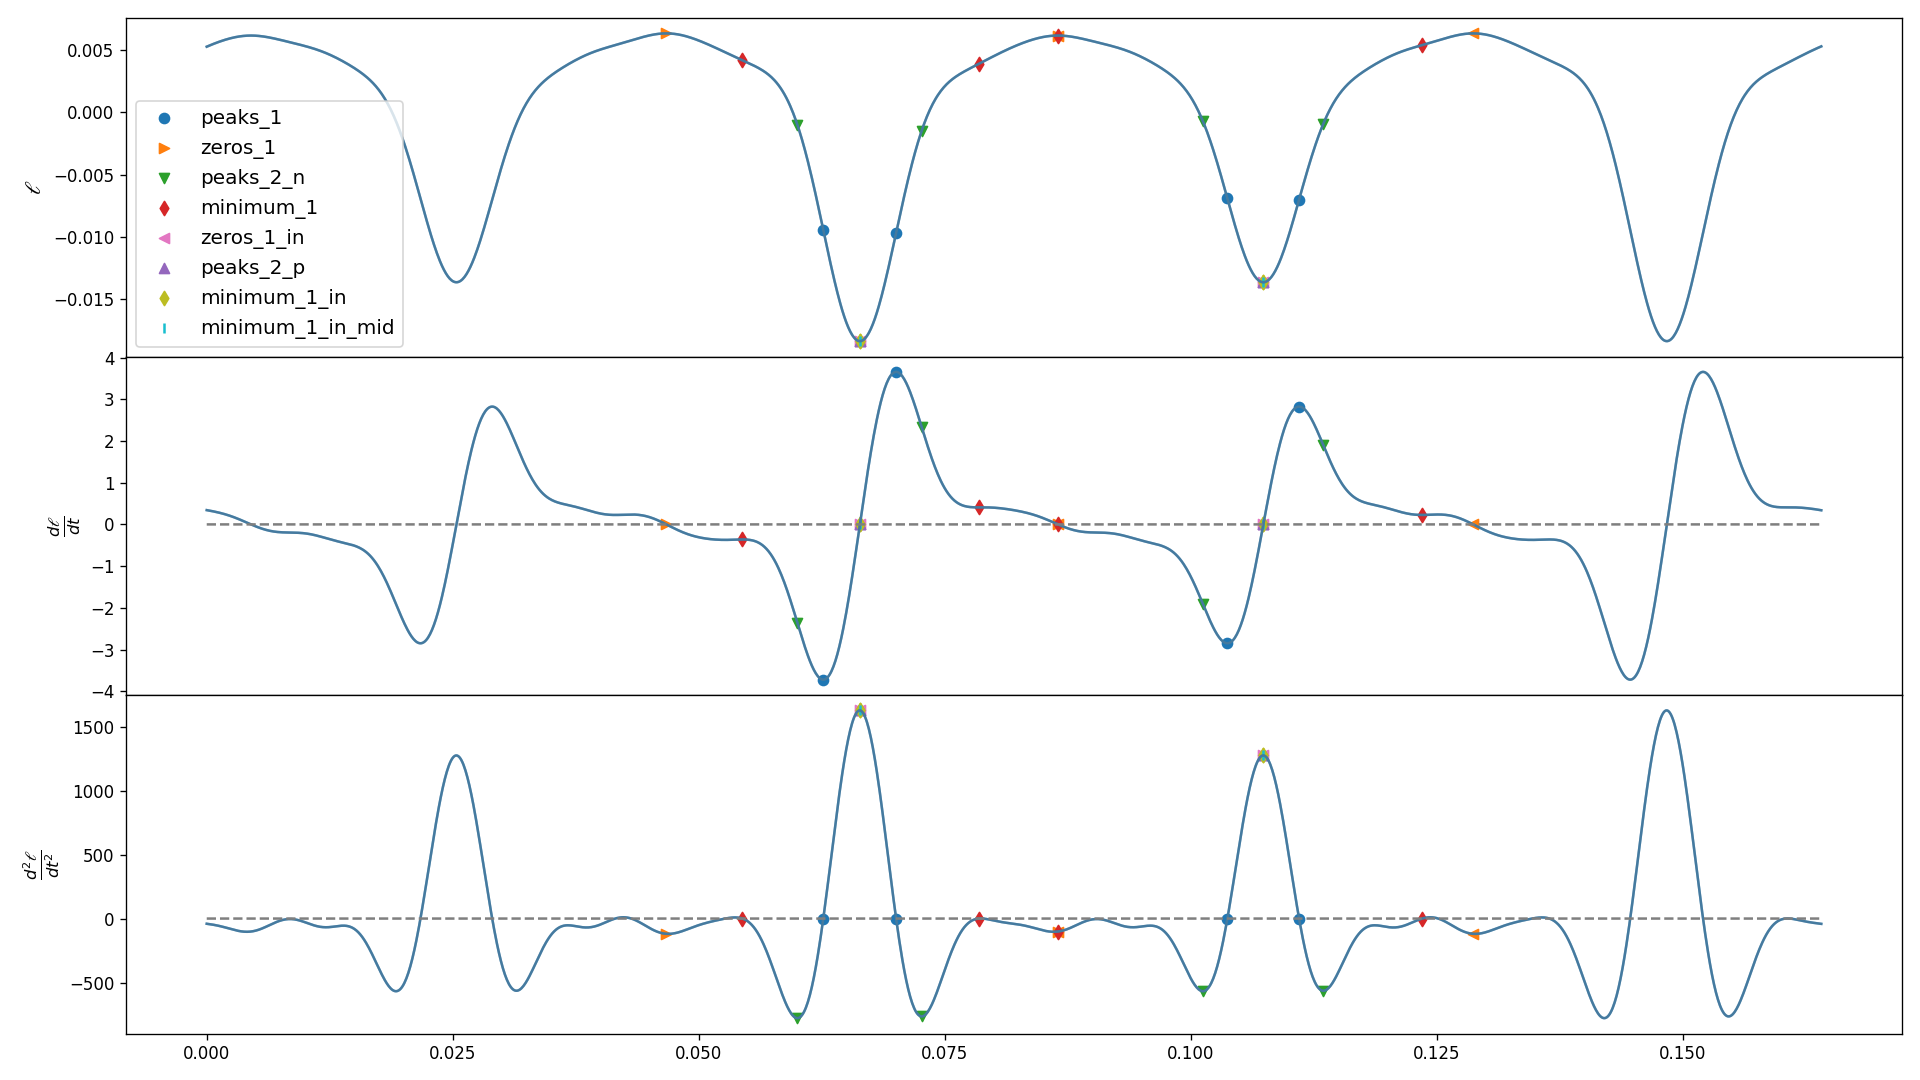 0.005
0.000
−0.005
−0.010
−0.015
ℓ
peaks_1
zeros_1
peaks_2_n
minimum_1
zeros_1_in
peaks_2_p
minimum_1_in
minimum_1_in_mid
4
3
2
1
0
−1
−2
−3
−4
dℓ
dt
1500
1000
500
0
−500
d²ℓ
dt²
0.000 0.025 0.050 0.075 0.100 0.125 0.150